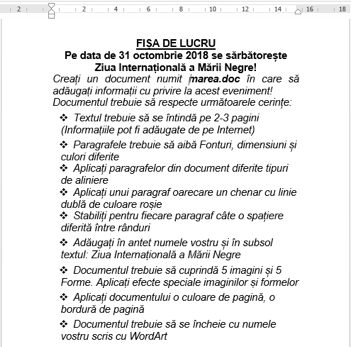 2 2 4 6 8 10 12 14 16 18
FIȘA DE LUCRU
Pe data de 31 octombrie 2018 se sărbătorește
Ziua Internațională a Mării Negre!
Creați un document numit marea.doc în care să
adăugați informații cu privire la acest eveniment!
Documentul trebuie să respecte următoarele cerințe:
❖ Textul trebuie să se întindă pe 2-3 pagini
(Informațiile pot fi adăugate de pe Internet)
❖ Paragrafele trebuie să aibă Fonturi, dimensiuni și
culori diferite
❖ Aplicați paragrafelor din document diferite tipuri
de aliniere
❖ Aplicați unui paragraf oarecare un chenar cu linie
dublă de culoare roșie
❖ Stabiliți pentru fiecare paragraf câte o spațiere
diferită între rânduri
❖ Adăugați în antet numele vostru și în subsol
textul: Ziua Internațională a Mării Negre
❖ Documentul trebuie să cuprindă 5 imagini și 5
Forme. Aplicați efecte speciale imaginilor și formelor
❖ Aplicați documentului o culoare de pagină, o
bordură de pagină
❖ Documentul trebuie să se încheie cu numele
vostru scris cu WordArt